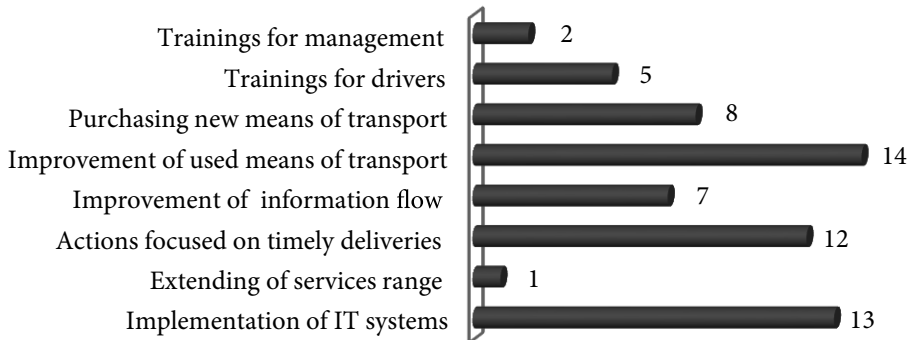 Trainings for management 2
Trainings for drivers 5
Purchasing new means of transport 8
Improvement of used means of transport 14
Improvement of information flow 7
Actions focused on timely deliveries 12
Extending of services range 1
Implementation of IT systems 13